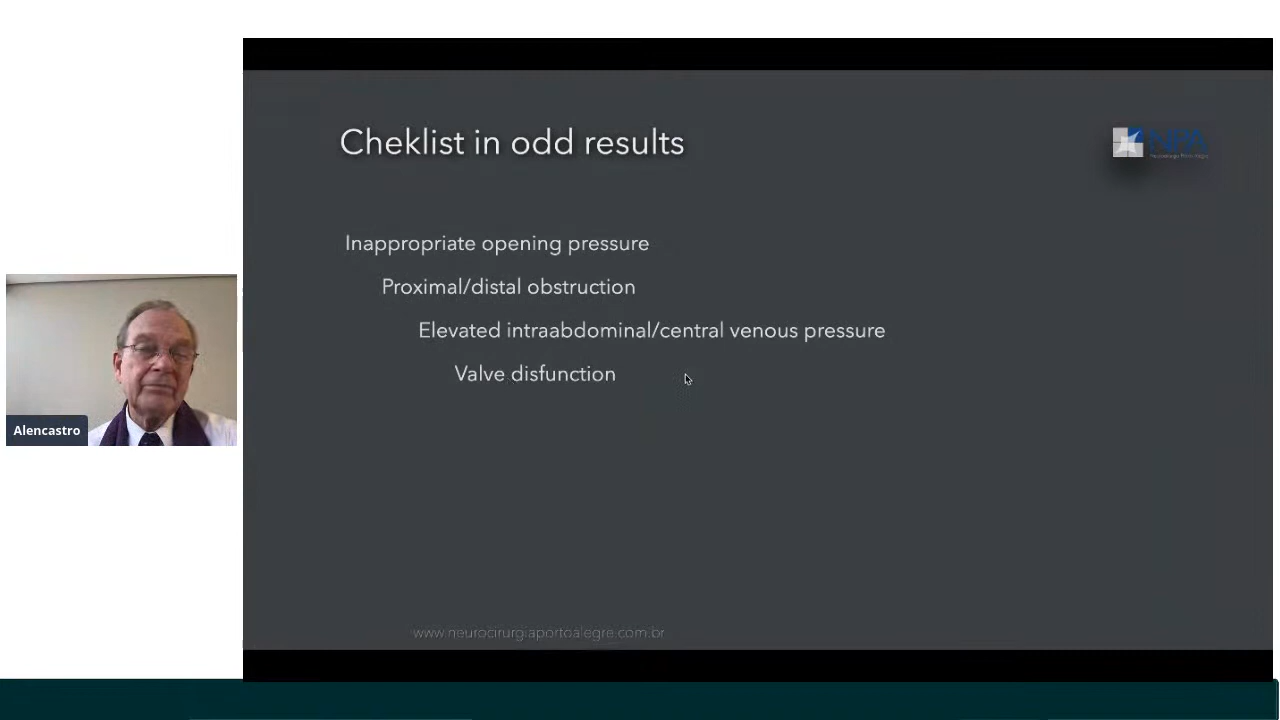 Cheklist in odd results
NPA
Inappropriate opening pressure
Proximal/distal obstruction
Elevated intraabdominal/central venous pressure
Valve disfunction
Alencastro
www.neurocirurgiaportoalegre.com.br